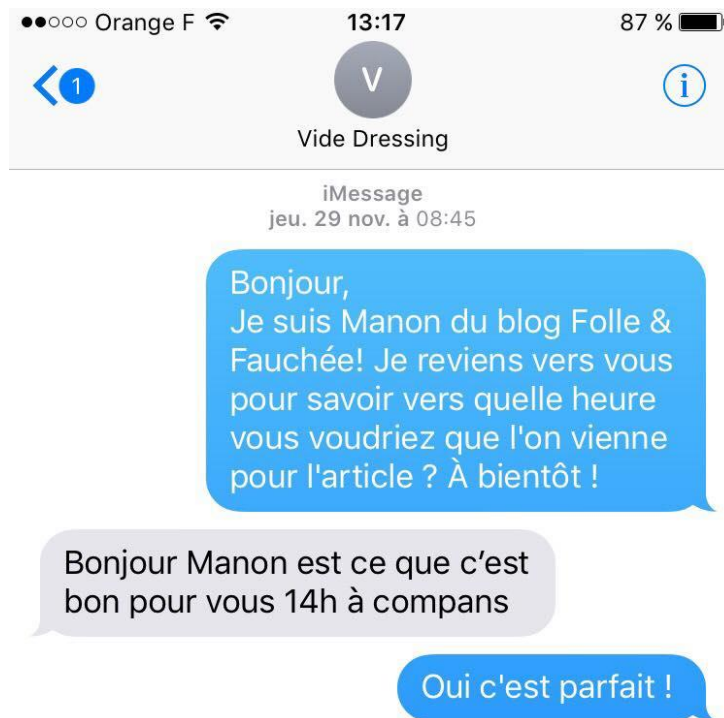 Orange F 13:17 87 %
1
V
i
Vide Dressing
iMessage
jeu. 29 nov. à 08:45
Bonjour,
Je suis Manon du blog Folle &
Fauchée! Je reviens vers vous
pour savoir vers quelle heure
vous voudriez que l'on vienne
pour l'article ? À bientôt !
Bonjour Manon est ce que c’est
bon pour vous 14h à compans
Oui c'est parfait !